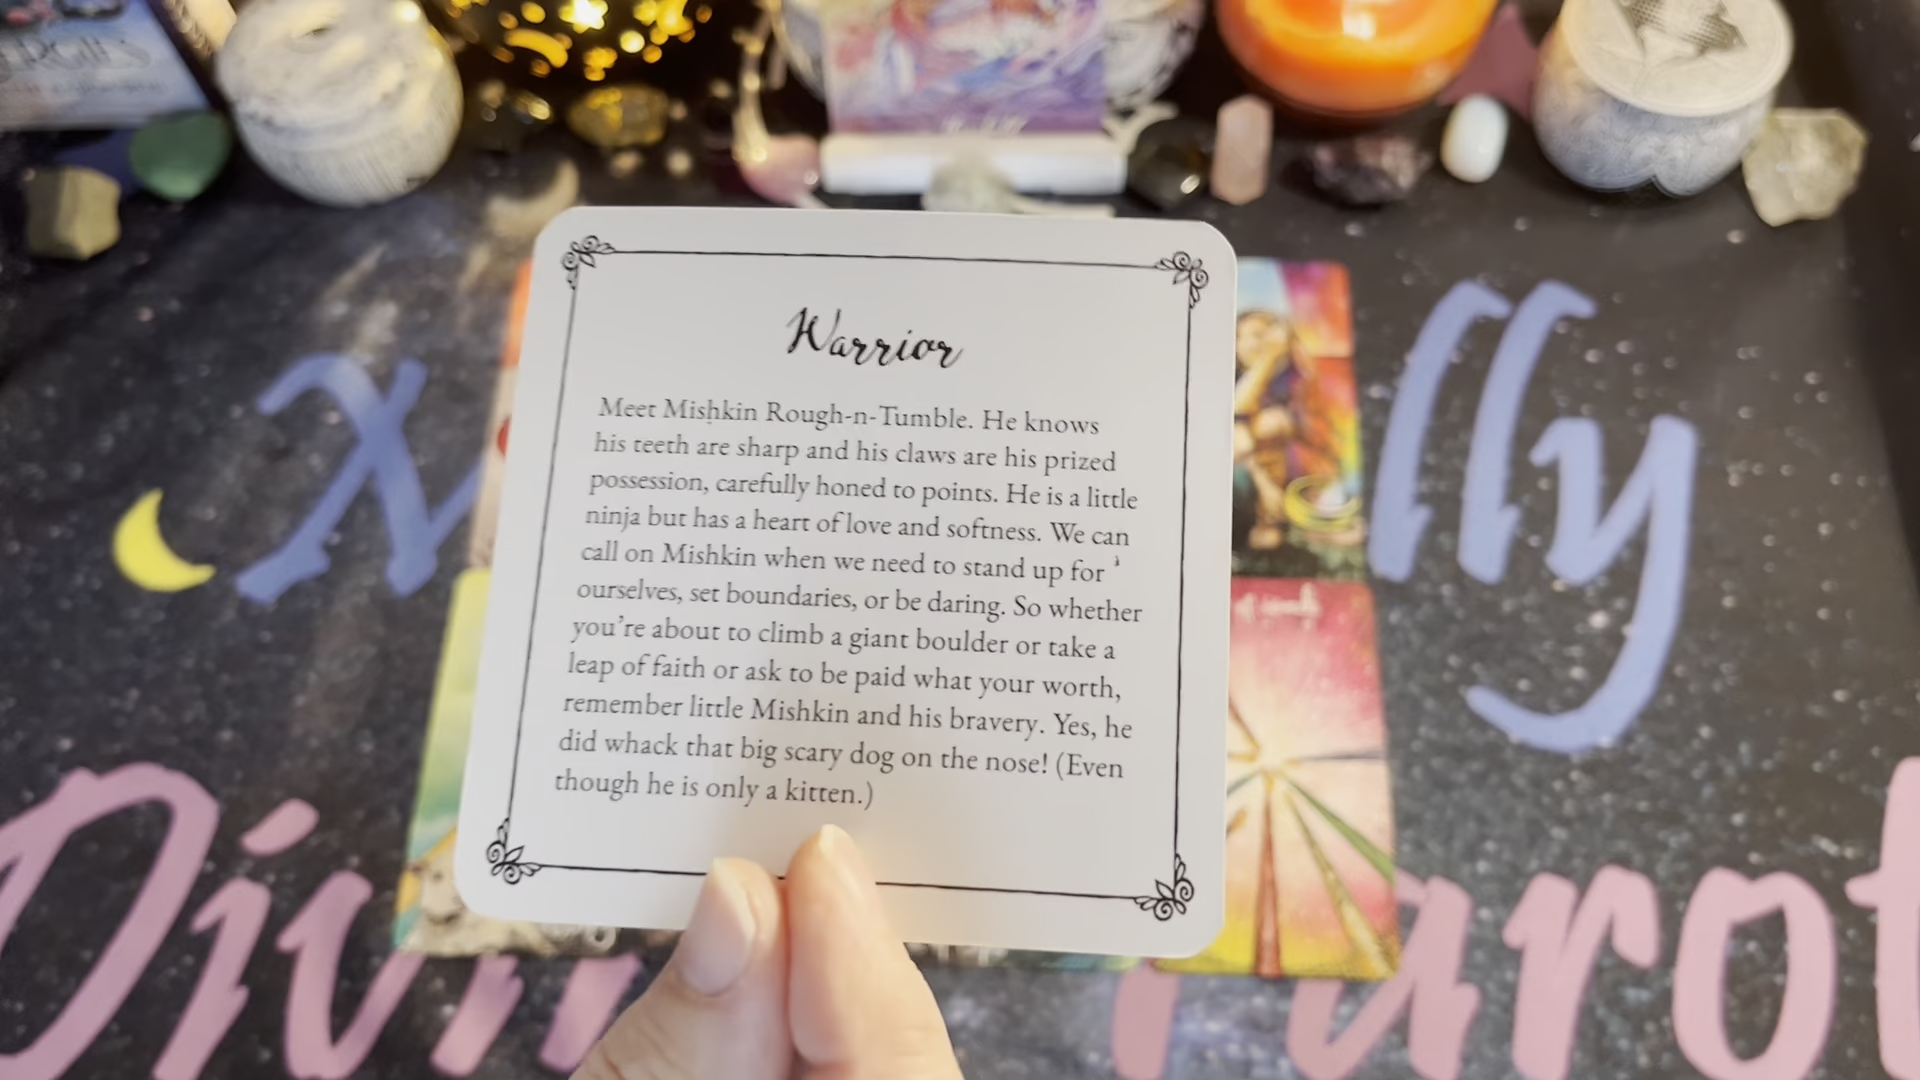 Warrior
Meet Mishkin Rough-n-Tumble. He knows
his teeth are sharp and his claws are his prized
possession, carefully honed to points. He is a little
ninja but has a heart of love and softness. We can
call on Mishkin when we need to stand up for
ourselves, set boundaries, or be daring. So whether
you're about to climb a giant boulder or take a
leap of faith or ask to be paid what your worth,
remember little Mishkin and his bravery. Yes, he
did whack that big scary dog on the nose! (Even
though he is only a kitten.)
Tarot